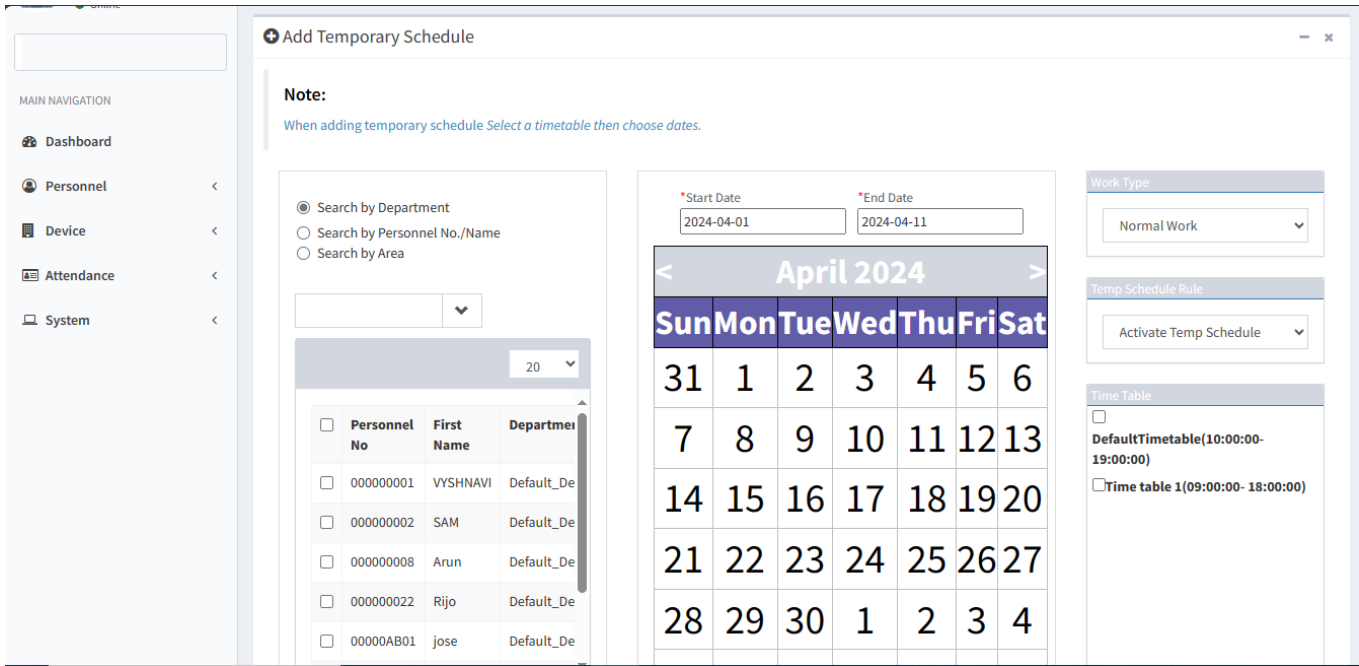 Online
Add Temporary Schedule
MAIN NAVIGATION
Dashboard
Personnel
Device
Attendance
System
Note:
When adding temporary schedule Select a timetable then choose dates.
Search by Department
Search by Personnel No./Name
Search by Area
20
Personnel No First Name
000000001 VYSHNAVI Default_De
000000002 SAM Default_De
000000008 Arun Default_De
000000022 Rijo Default_De
00000AB01 jose Default_De
*Start Date *End Date
2024-04-01 2024-04-11
< April 2024 >
Sun Mon Tue Wed Thu Fri Sat
31 1 2 3 4 5 6
7 8 9 10 11 12 13
14 15 16 17 18 19 20
21 22 23 24 25 26 27
28 29 30 1 2 3 4
Work Type
Normal Work
Temp Schedule Rule
Activate Temp Schedule
Time Table
DefaultTimetable(10:00:00-
19:00:00)
Time table 1(09:00:00- 18:00:00)